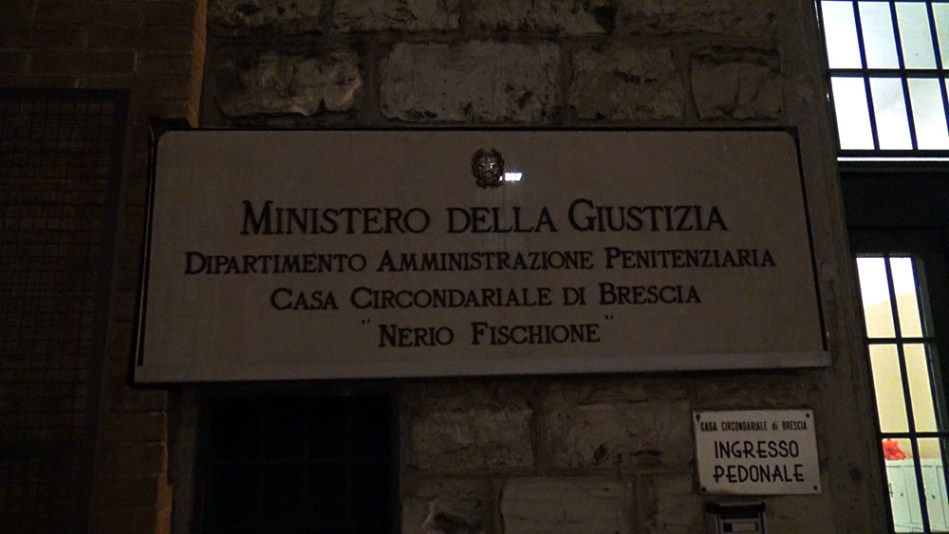 MINISTERO DELLA GIUSTIZIA
DIPARTIMENTO AMMINISTRAZIONE PENITENZIARIA
CASA CIRCONDARIALE DI BRESCIA
"NERIO FISCHIONE"
CASA CIRCONDARIALE di BRESCIA
INGRESSO
PEDONALE